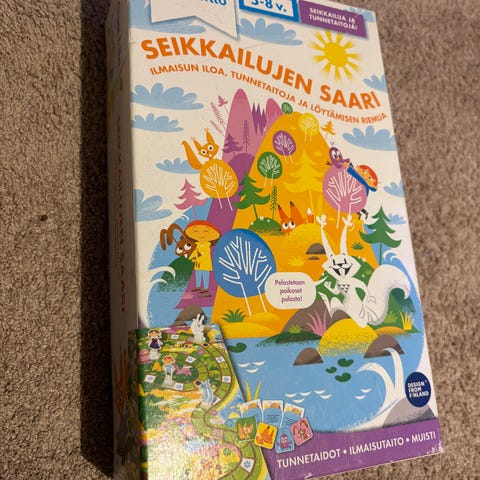 3-8 v.
SEIKKAILUA JA
TUNNETAITOJA!
SEIKKAILUJEN SAARI
ILMAISUN ILOA, TUNNETAITOJA JA LÖYTÄMISEN RIEMUA
Pelastetaan
poikaset
pulasta!
DESIGN
FROM
FINLAND
TUNNETAIDOT • ILMAISUTAITO • MUISTI